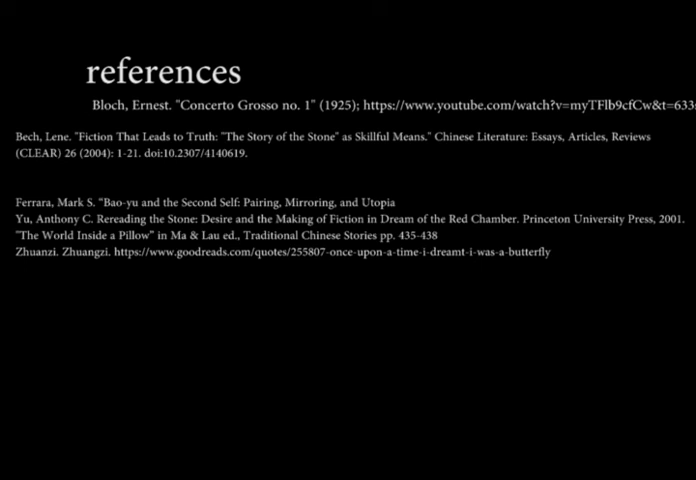 references
Bloch, Ernest. "Concerto Grosso no. 1" (1925); https://www.youtube.com/watch?v=myTFlb9cfCw&t=633s
Bech, Lene. "Fiction That Leads to Truth: "The Story of the Stone" as Skillful Means." Chinese Literature: Essays, Articles, Reviews
(CLEAR) 26 (2004): 1-21. doi:10.2307/4140619.
Ferrara, Mark S. "Bao-yu and the Second Self: Pairing, Mirroring, and Utopia
Yu, Anthony C. Rereading the Stone: Desire and the Making of Fiction in Dream of the Red Chamber. Princeton University Press, 2001.
"The World Inside a Pillow" in Ma & Lau ed., Traditional Chinese Stories pp. 435-438
Zhuanzi. Zhuangzi. https://www.goodreads.com/quotes/255807-once-upon-a-time-i-dreamt-i-was-a-butterfly